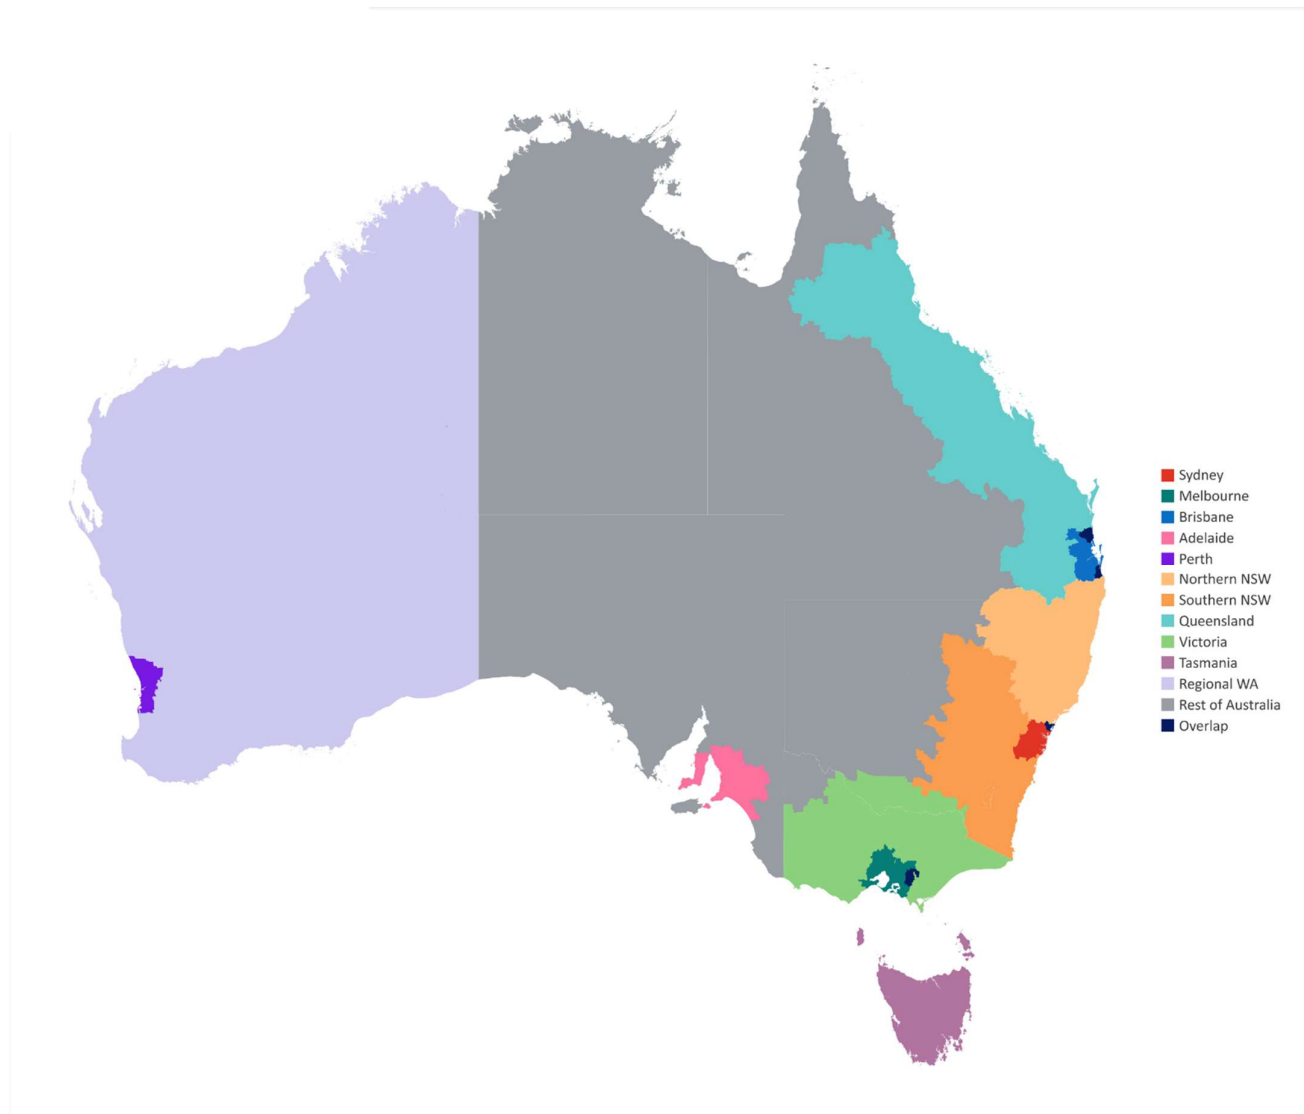 Sydney
Melbourne
Brisbane
Adelaide
Perth
Northern NSW
Southern NSW
Queensland
Victoria
Tasmania
Regional WA
Rest of Australia
Overlap